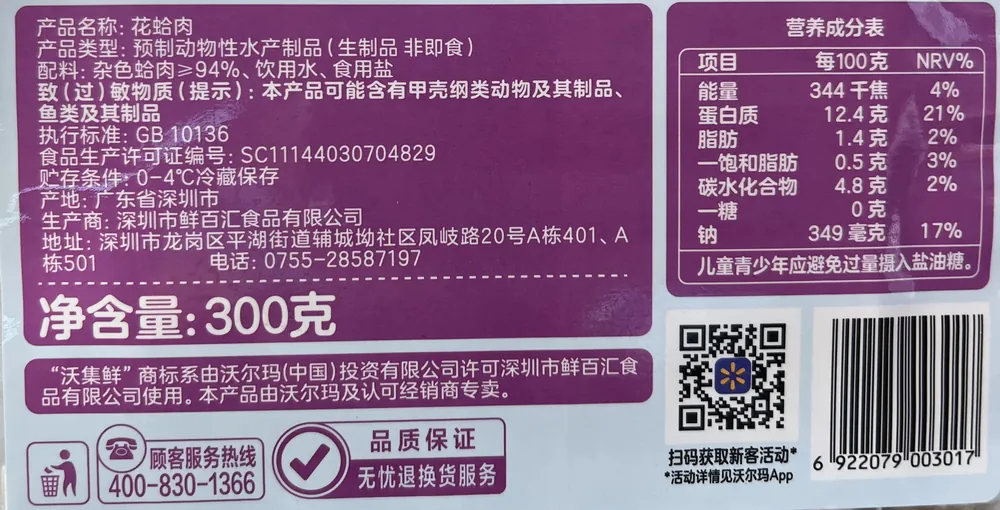 产品名称: 花蛤肉
产品类型: 预制动物性水产制品(生制品 非即食)
配料: 杂色蛤肉≥94%、饮用水、食用盐
致(过)敏物质(提示): 本产品可能含有甲壳纲类动物及其制品、
鱼类及其制品
执行标准: GB 10136
食品生产许可证编号: SC11144030704829
贮存条件: 0-4℃冷藏保存
产地: 广东省深圳市
生产商: 深圳市鲜百汇食品有限公司
地址: 深圳市龙岗区平湖街道辅城坳社区凤岐路20号A栋401、A
栋501 电话: 0755-28587197
净含量: 300克
“沃集鲜”商标系由沃尔玛(中国)投资有限公司许可深圳市鲜百汇食
品有限公司使用。本产品由沃尔玛及认可经销商专卖。
顾客服务热线
400-830-1366
品质保证
无忧退换货服务
营养成分表
项目 每100克 NRV%
能量 344 千焦 4%
蛋白质 12.4 克 21%
脂肪 1.4 克 2%
—饱和脂肪 0.5 克 3%
碳水化合物 4.8 克 2%
—糖 0 克
钠 349 毫克 17%
儿童青少年应避免过量摄入盐油糖。
扫码获取新客活动*
*活动详情见沃尔玛App
6 922079 003017